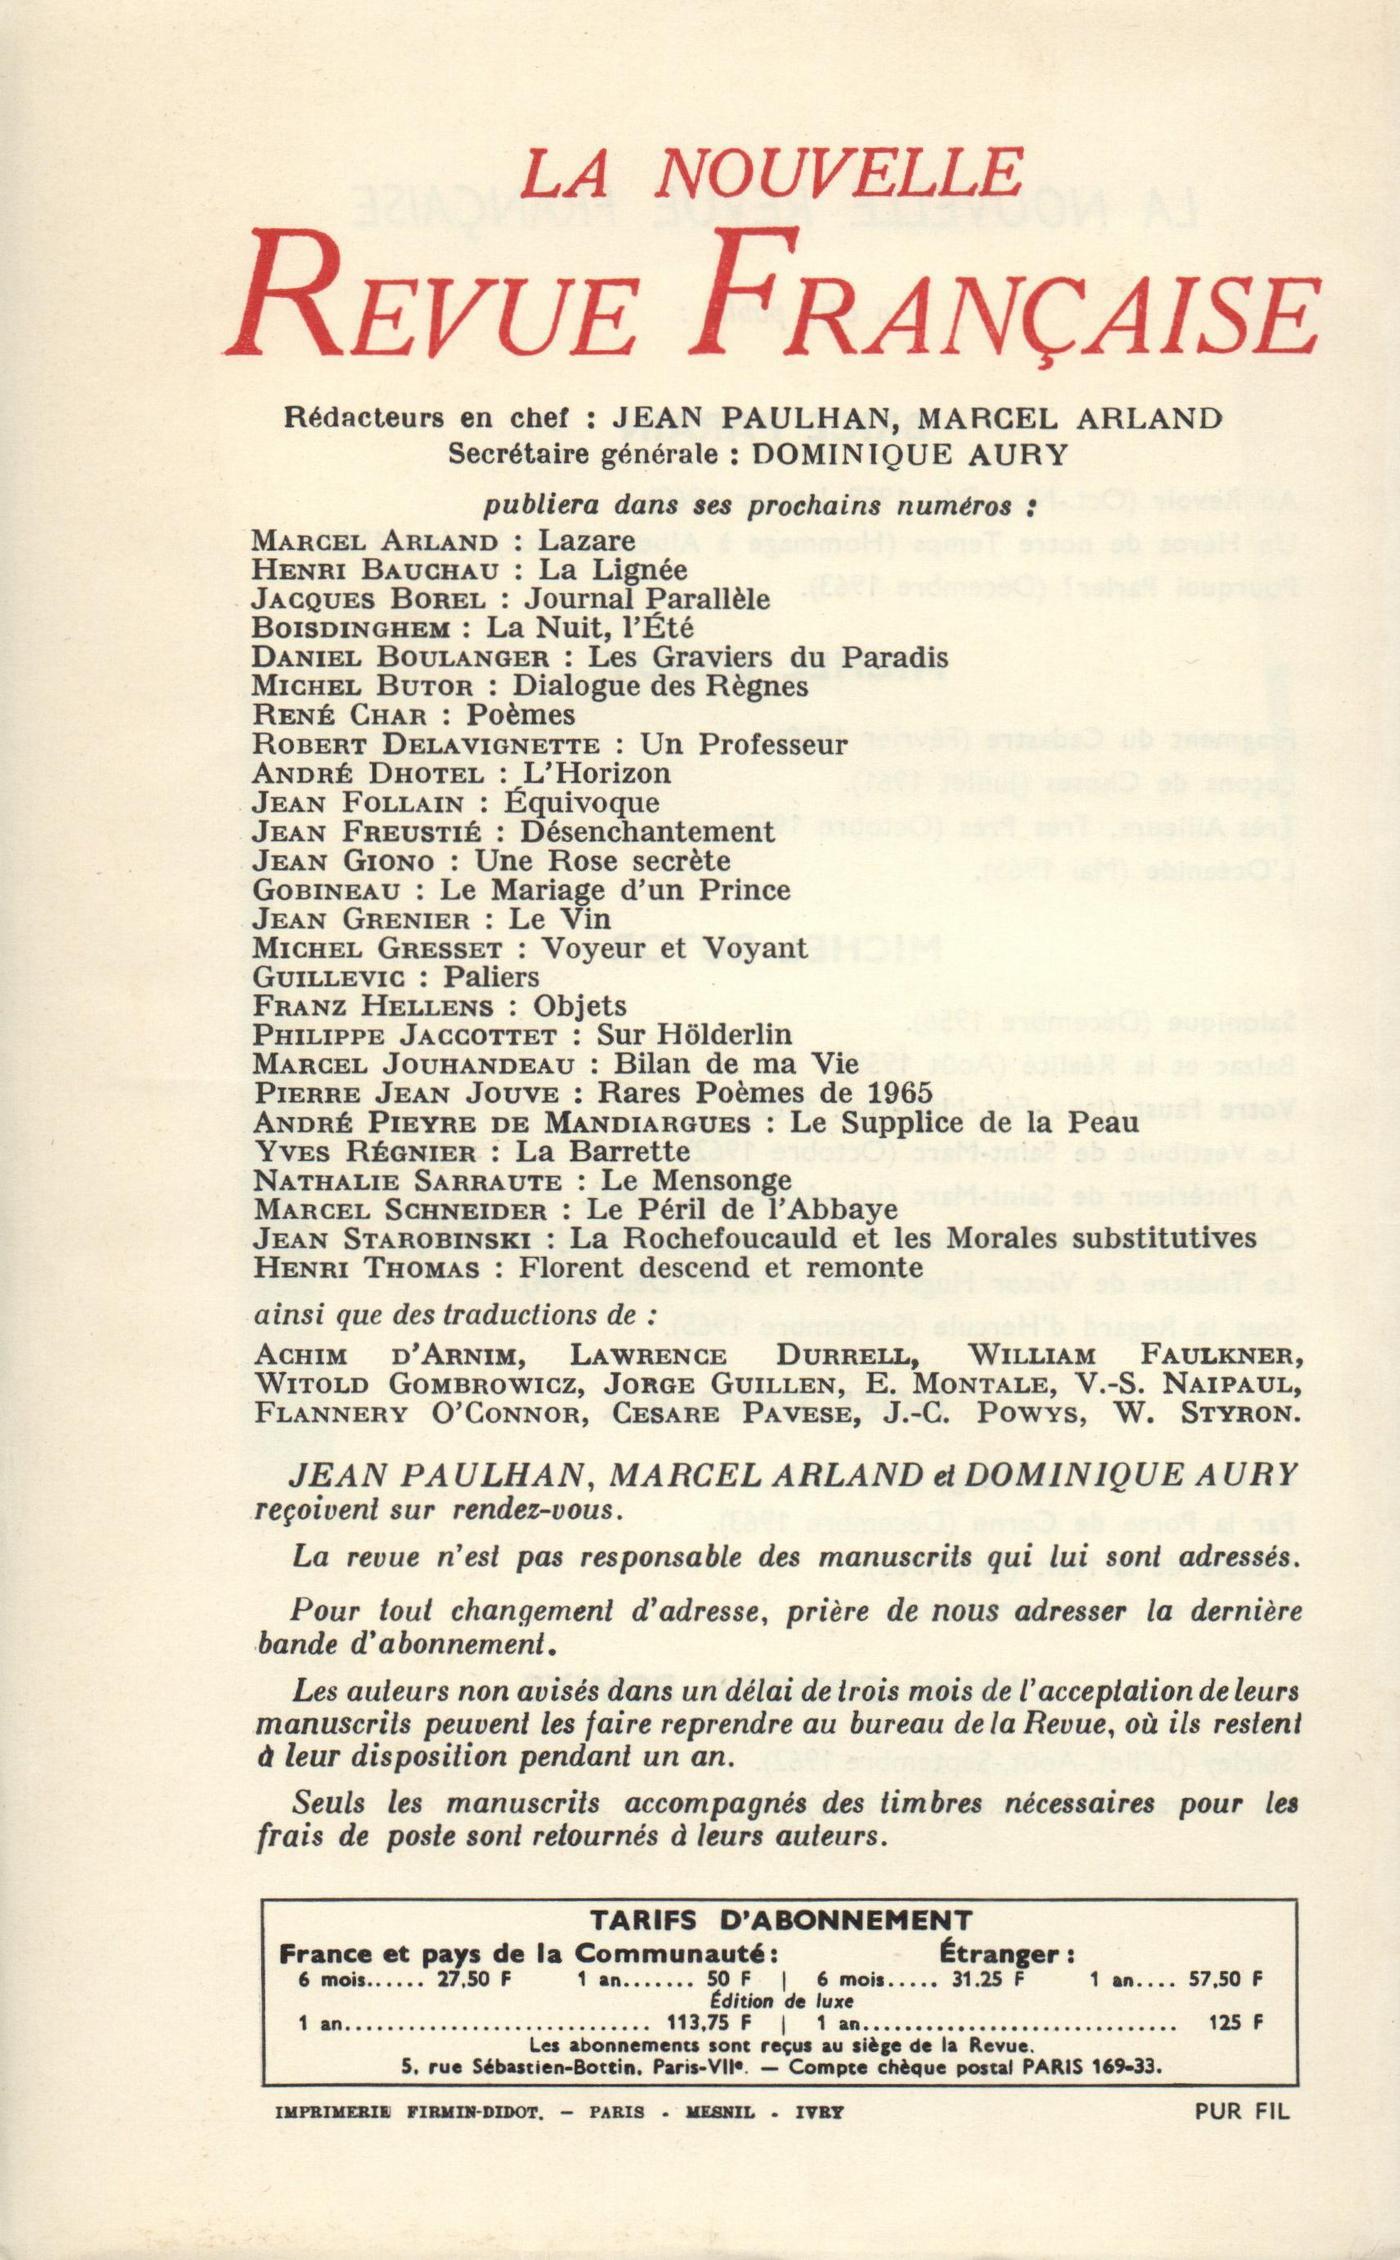 LA NOUVELLE
REVUE FRANÇAISE
Rédacteurs en chef : JEAN PAULHAN, MARCEL ARLAND
Secrétaire générale : DOMINIQUE AURY
publiera dans ses prochains numéros :
MARCEL ARLAND : Lazare
HENRI BAUCHAU : La Lignée
JACQUES BOREL : Journal Parallèle
BOISDINGHEM : La Nuit, l'Été
DANIEL BOULANGER : Les Graviers du Paradis
MICHEL BUTOR : Dialogue des Règnes
RENÉ CHAR : Poèmes
ROBERT DELAVIGNETTE : Un Professeur
ANDRÉ DHOTEL : L'Horizon
JEAN FOLLAIN : Équivoque
JEAN FREUSTIÉ : Désenchantement
JEAN GIONO : Une Rose secrète
GOBINEAU : Le Mariage d'un Prince
JEAN GRENIER : Le Vin
MICHEL GRESSET : Voyeur et Voyant
GUILLEVIC : Paliers
FRANZ HELLENS : Objets
PHILIPPE JACCOTTET : Sur Hölderlin
MARCEL JOUHANDEAU : Bilan de ma Vie
PIERRE JEAN JOUVE : Rares Poèmes de 1965
ANDRÉ PIEYRE DE MANDIARGUES : Le Supplice de la Peau
YVES RÉGNIER : La Barrette
NATHALIE SARRAUTE : Le Mensonge
MARCEL SCHNEIDER : Le Péril de l'Abbaye
JEAN STAROBINSKI : La Rochefoucauld et les Morales substitutives
HENRI THOMAS : Florent descend et remonte
ainsi que des traductions de :
ACHIM D'ARNIM, LAWRENCE DURRELL, WILLIAM FAULKNER,
WITOLD GOMBROWICZ, JORGE GUILLEN, E. MONTALE, V.-S. NAIPAUL,
FLANNERY O'CONNOR, CESARE PAVESE, J.-C. POWYS, W. STYRON.
JEAN PAULHAN, MARCEL ARLAND et DOMINIQUE AURY
reçoivent sur rendez-vous.
La revue n'est pas responsable des manuscrits qui lui sont adressés.
Pour tout changement d'adresse, prière de nous adresser la dernière
bande d'abonnement.
Les auteurs non avisés dans un délai de trois mois de l'acceptation de leurs
manuscrits peuvent les faire reprendre au bureau de la Revue, où ils restent
à leur disposition pendant un an.
Seuls les manuscrits accompagnés des timbres nécessaires pour les
frais de poste sont retournés à leurs auteurs.
TARIFS D'ABONNEMENT
France et pays de la Communauté : Étranger :
6 mois...... 27,50 F 1 an....... 50 F | 6 mois..... 31.25 F 1 an.... 57,50 F
Édition de luxe
1 an............................. 113,75 F | 1 an.............................. 125 F
Les abonnements sont reçus au siège de la Revue.
5, rue Sébastien-Bottin, Paris-VIIe. — Compte chèque postal PARIS 169-33.
IMPRIMERIE FIRMIN-DIDOT. — PARIS - MESNIL - IVRY PUR FIL